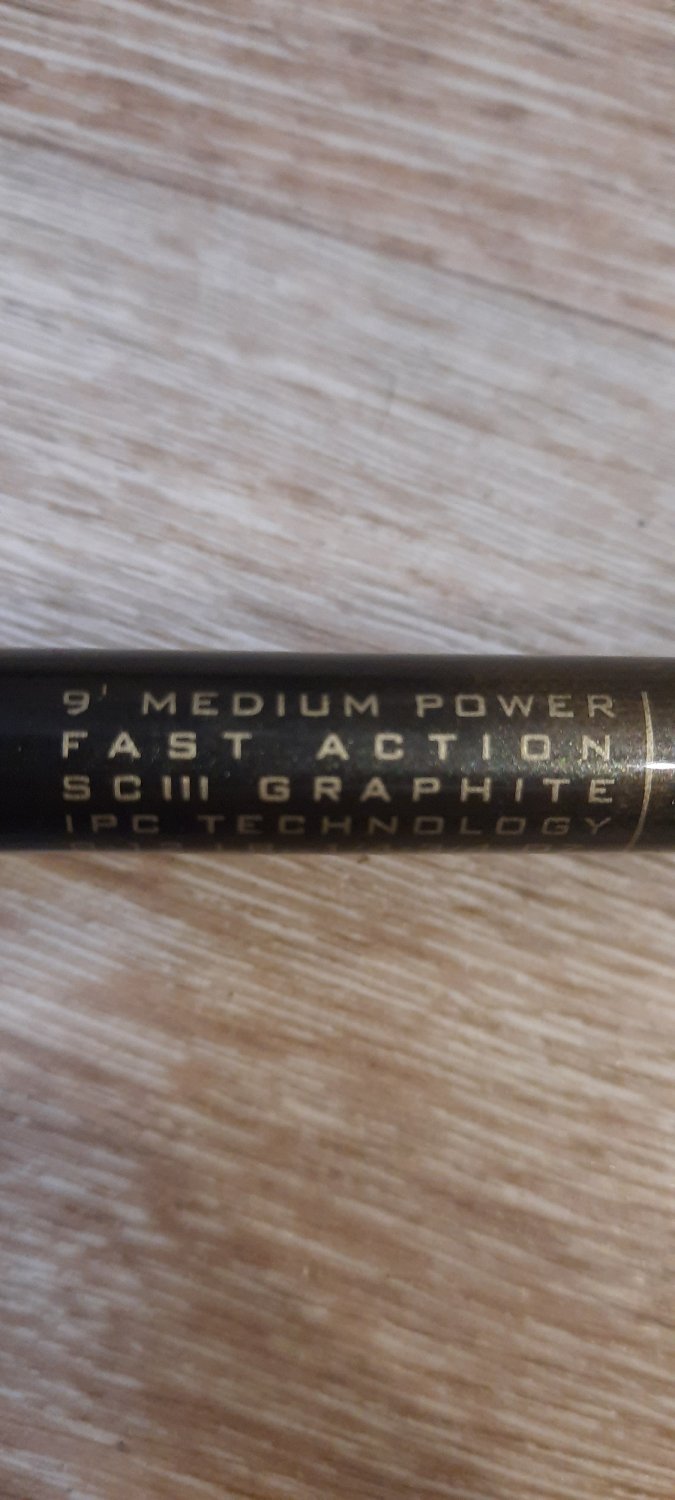 9' MEDIUM POWER
FAST ACTION
SCIII GRAPHITE
IPC TECHNOLOGY